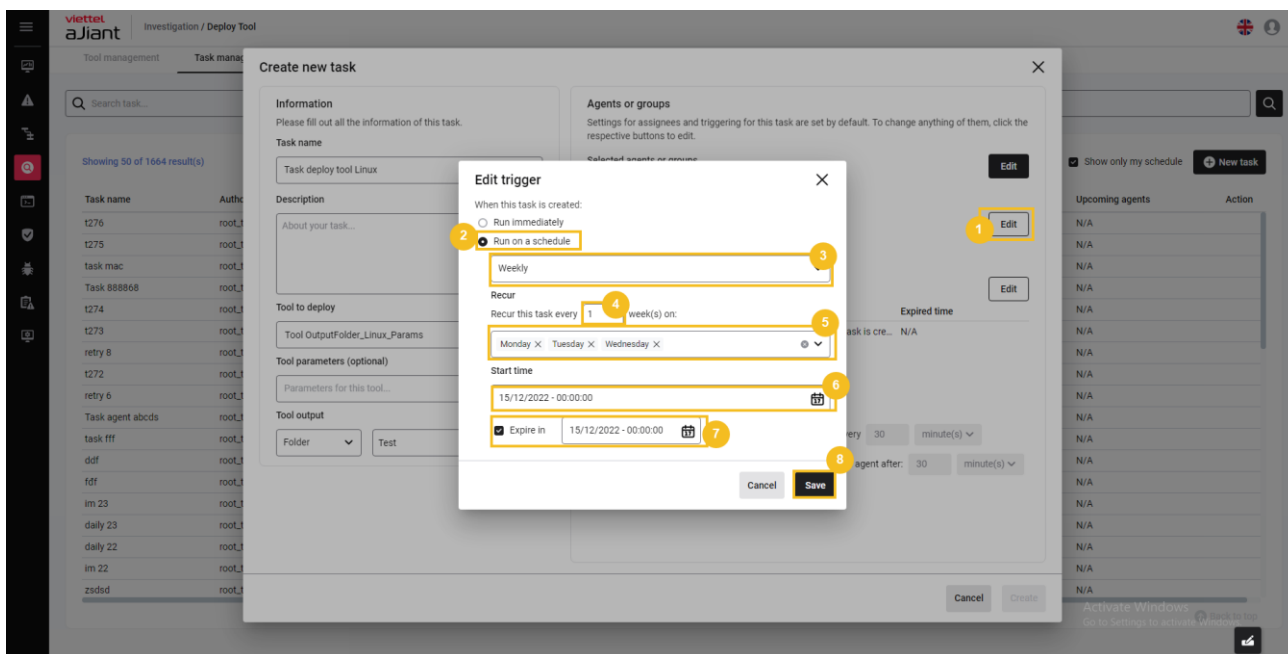 viettel
aJiant
Investigation / Deploy Tool
Tool management
Task manag
Search task...
Showing 50 of 1664 result(s)
Show only my schedule
New task
Task name
Autho
Upcoming agents
Action
t276
root_t
N/A
t275
root_t
N/A
task mac
root_t
N/A
Task 888868
root_t
N/A
t274
root_t
N/A
t273
root_t
N/A
retry 8
root_t
N/A
t272
root_t
N/A
retry 6
root_t
N/A
Task agent abcds
root_t
N/A
task fff
root_t
N/A
ddf
root_t
N/A
fdf
root_t
N/A
im 23
root_t
N/A
daily 23
root_t
N/A
daily 22
root_t
N/A
im 22
root_t
N/A
zsdsd
root_t
N/A
Create new task
Information
Please fill out all the information of this task.
Task name
Task deploy tool Linux
Description
About your task...
Tool to deploy
Tool OutputFolder_Linux_Params
Tool parameters (optional)
Parameters for this tool...
Tool output
Folder
Test
Agents or groups
Settings for assignees and triggering for this task are set by default. To change anything of them, click the
respective buttons to edit.
Selected agents or groups
Edit
1
Edit
Edit
Expired time
ask is cre...
N/A
very
30
minute(s)
agent after:
30
minute(s)
Cancel
Create
Edit trigger
When this task is created:
Run immediately
2
Run on a schedule
3
Weekly
Recur
4
Recur this task every
1
week(s) on:
5
Monday
Tuesday
Wednesday
Start time
6
15/12/2022 - 00:00:00
17
Expire in
15/12/2022 - 00:00:00
17
7
8
Cancel
Save
Activate Windows
Go to Settings to activate Windows.
Back to top